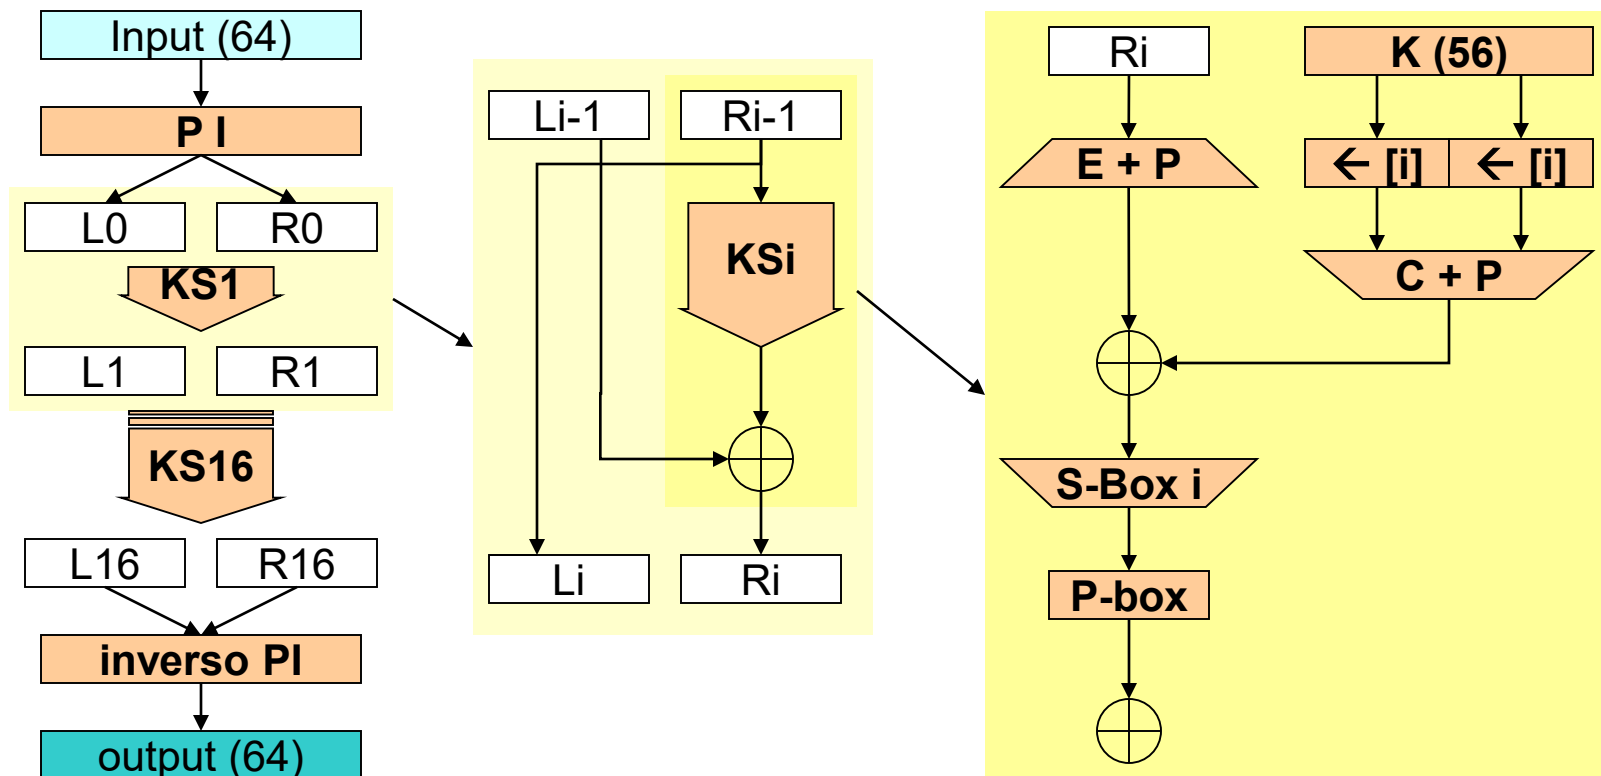 Input (64)
P I
L0
R0
KS1
L1
R1
KS16
L16
R16
inverso PI
output (64)
Li-1
Ri-1
KSi
Li
Ri
Ri
K (56)
E + P
← [i]
← [i]
C + P
S-Box i
P-box